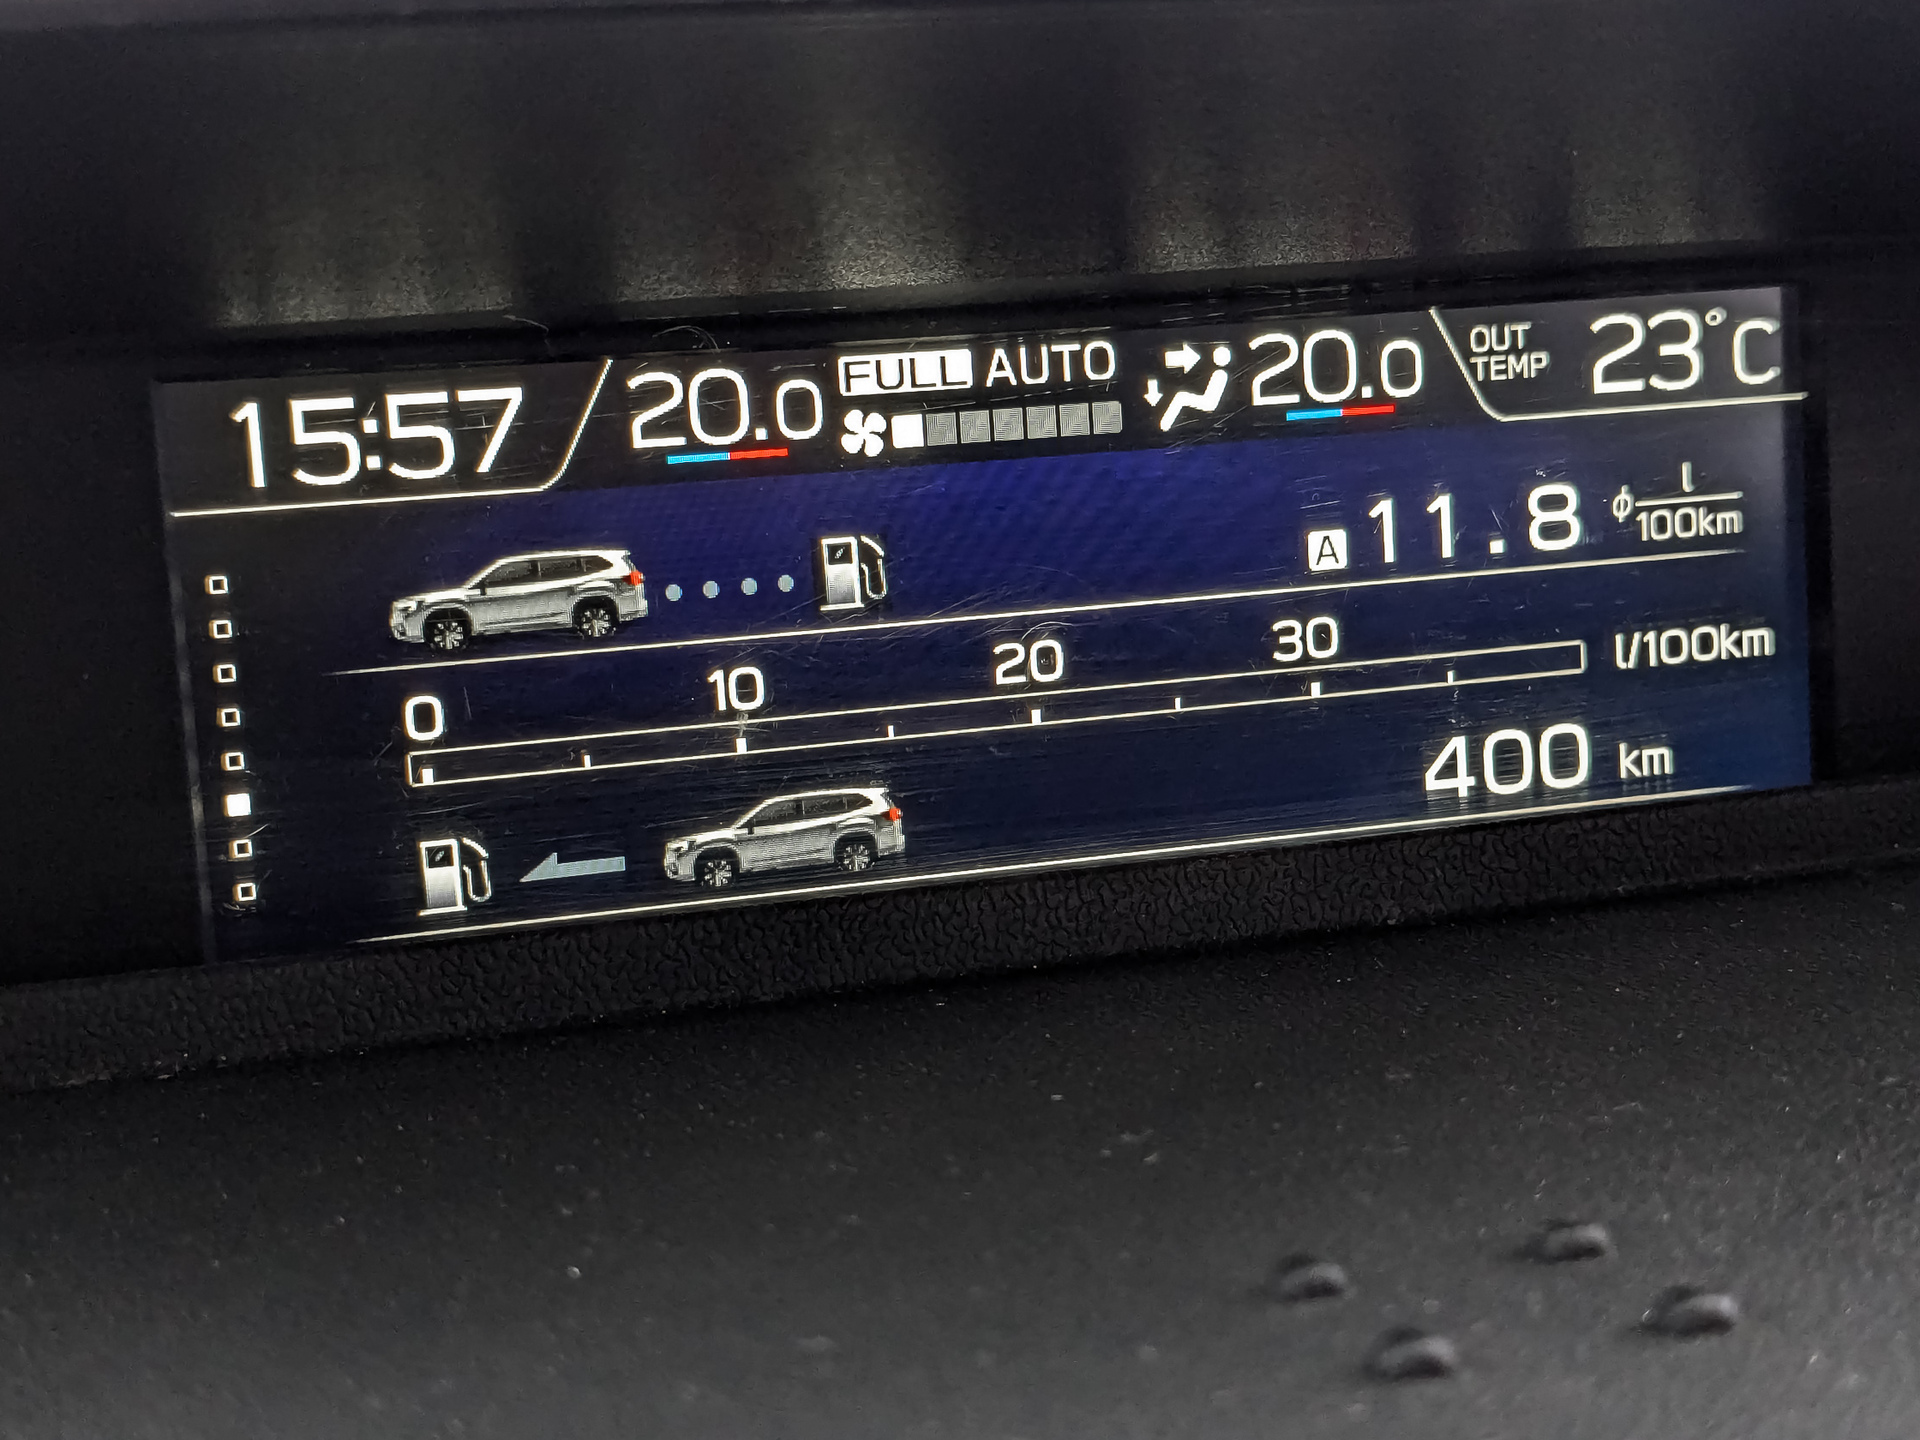 15:57 20.0 FULL AUTO 20.0 OUT TEMP 23°C
A 11.8 ϕ l/100km
0 10 20 30 l/100km
400 km